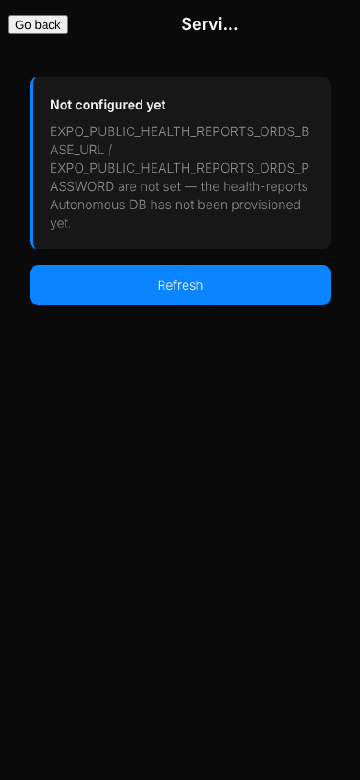 Go back
Servi...
Not configured yet
EXPO_PUBLIC_HEALTH_REPORTS_ORDS_B
ASE_URL /
EXPO_PUBLIC_HEALTH_REPORTS_ORDS_P
ASSWORD are not set — the health-reports
Autonomous DB has not been provisioned
yet.
Refresh